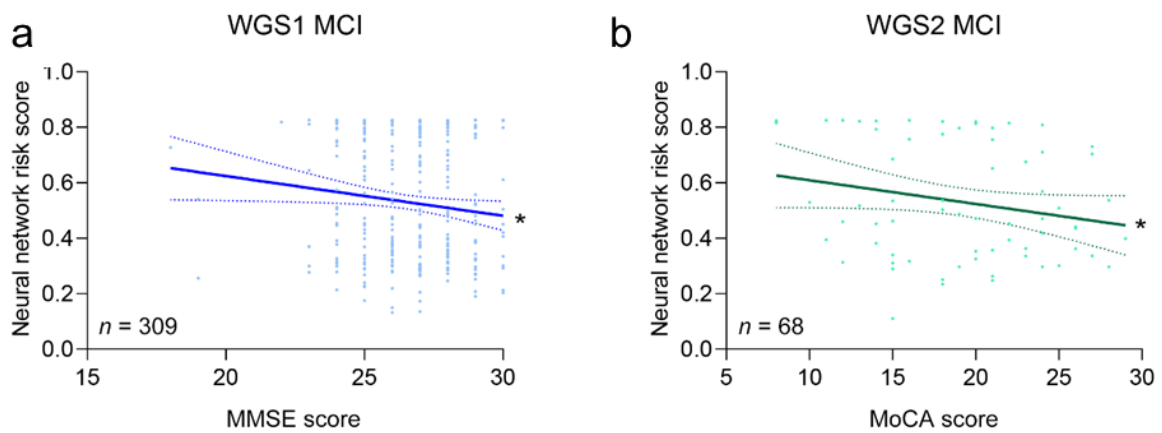 a
WGS1 MCI
Neural network risk score
1.0
0.8
0.6
0.4
0.2
0.0
n = 309
*
15
20
25
30
MMSE score
b
WGS2 MCI
Neural network risk score
1.0
0.8
0.6
0.4
0.2
0.0
n = 68
*
5
10
15
20
25
30
MoCA score